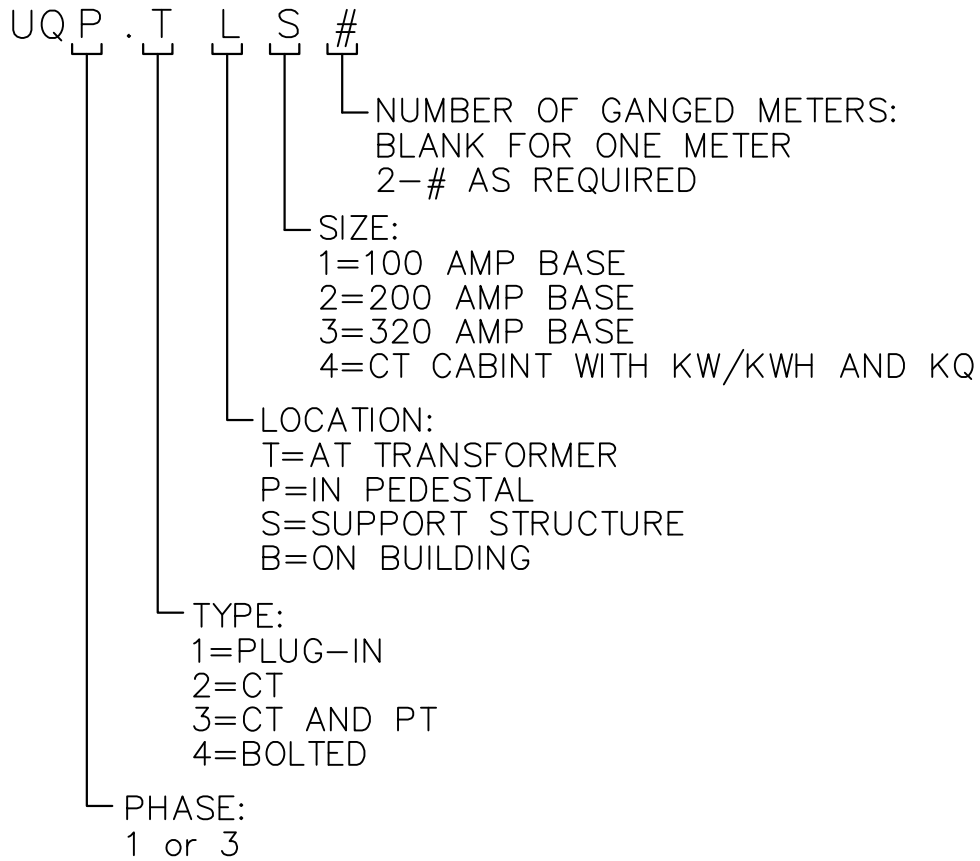 UQP.T L S #
NUMBER OF GANGED METERS:
BLANK FOR ONE METER
2-# AS REQUIRED
SIZE:
1=100 AMP BASE
2=200 AMP BASE
3=320 AMP BASE
4=CT CABINT WITH KW/KWH AND KQ
LOCATION:
T=AT TRANSFORMER
P=IN PEDESTAL
S=SUPPORT STRUCTURE
B=ON BUILDING
TYPE:
1=PLUG-IN
2=CT
3=CT AND PT
4=BOLTED
PHASE:
1 or 3